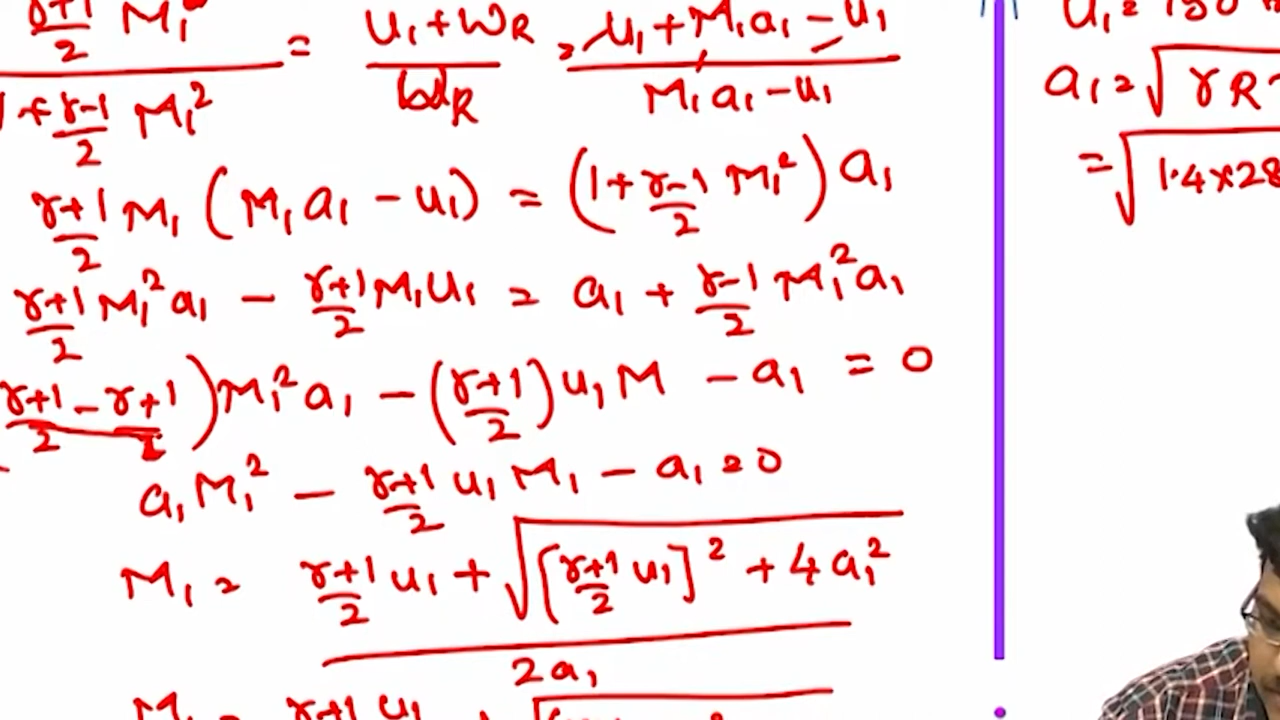 γ+1/2 M₁² / 1 + γ-1/2 M₁² = u₁ + W_R / W_R = u₁ + M₁a₁ - u₁ / M₁a₁ - u₁
γ+1/2 M₁ (M₁a₁ - u₁) = (1 + γ-1/2 M₁²) a₁
γ+1/2 M₁²a₁ - γ+1/2 M₁u₁ = a₁ + γ-1/2 M₁²a₁
γ+1/2 - γ+1/2) M₁²a₁ - (γ+1/2) u₁M - a₁ = 0
a₁M₁² - γ+1/2 u₁M₁ - a₁ = 0
M₁ = γ+1/2 u₁ + √[γ+1/2 u₁]² + 4a₁² / 2a₁
γ+1 u₁
a₁ = √γR
= √1.4×28